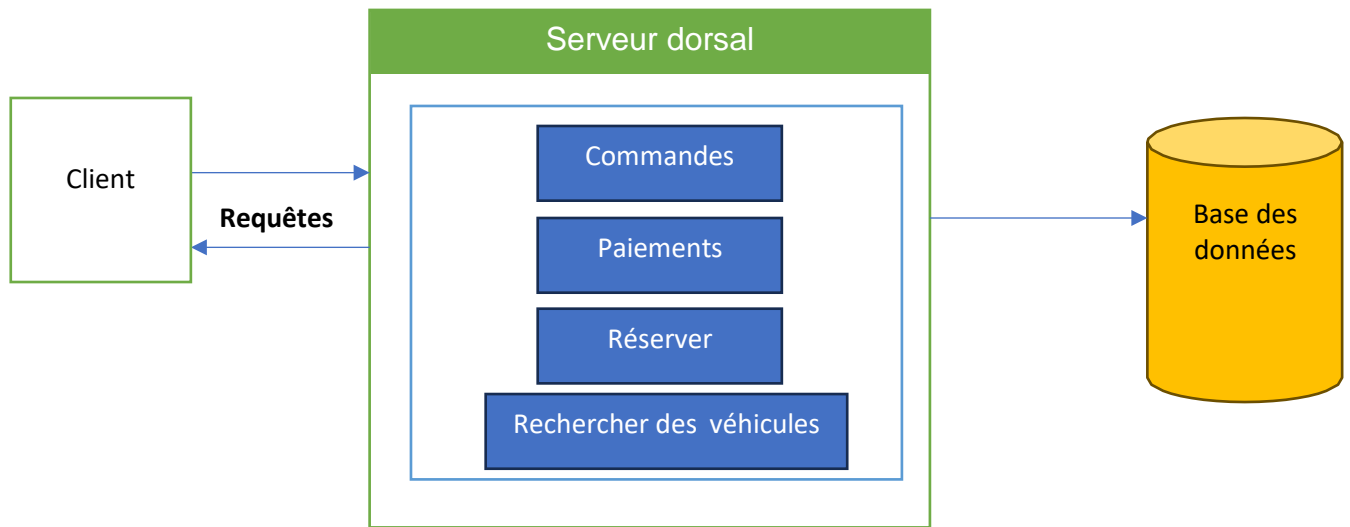 Serveur dorsal
Client
Requêtes
Commandes
Paiements
Réserver
Rechercher des véhicules
Base des
données